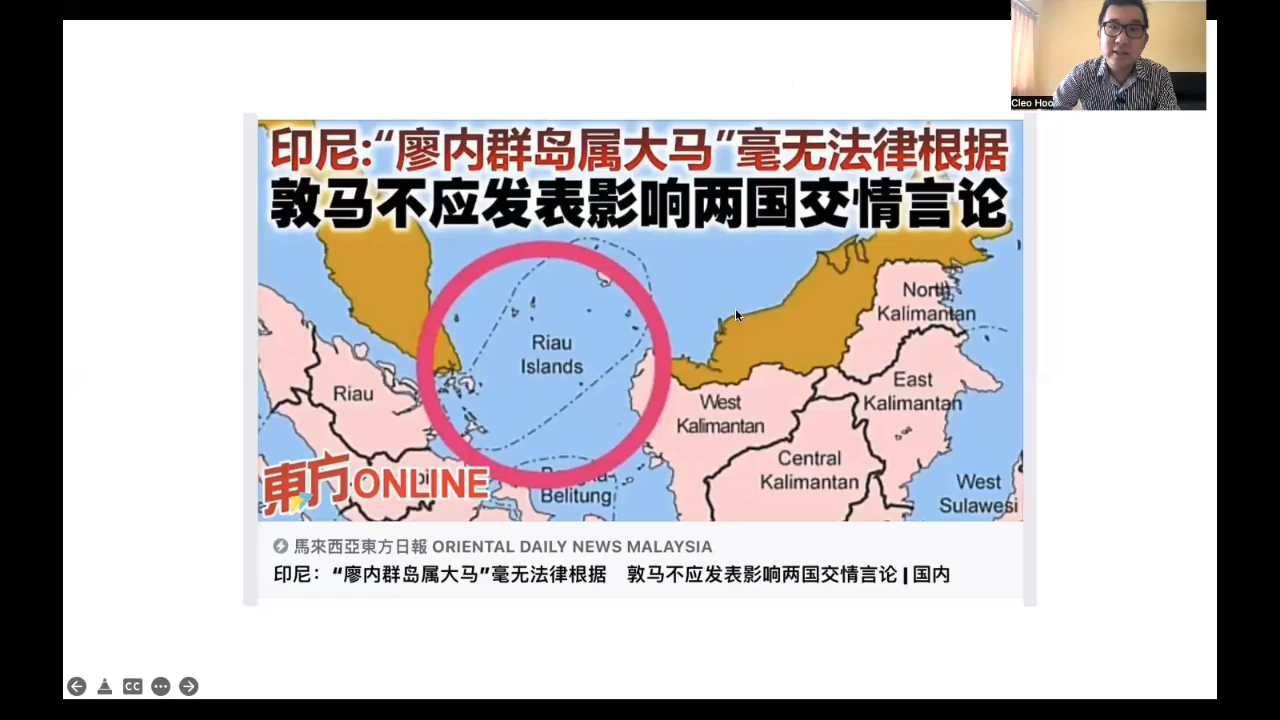 Cleo Hoo
印尼:“廖内群岛属大马”毫无法律根据
敦马不应发表影响两国交情言论
North
Kalimantan
Riau
Islands
Riau
East
Kalimantan
West
Kalimantan
Central
Kalimantan
West
Sulawesi
Belitung
東方ONLINE
馬來西亞東方日報 ORIENTAL DAILY NEWS MALAYSIA
印尼：“廖内群岛属大马”毫无法律根据 敦马不应发表影响两国交情言论 | 国内
CC